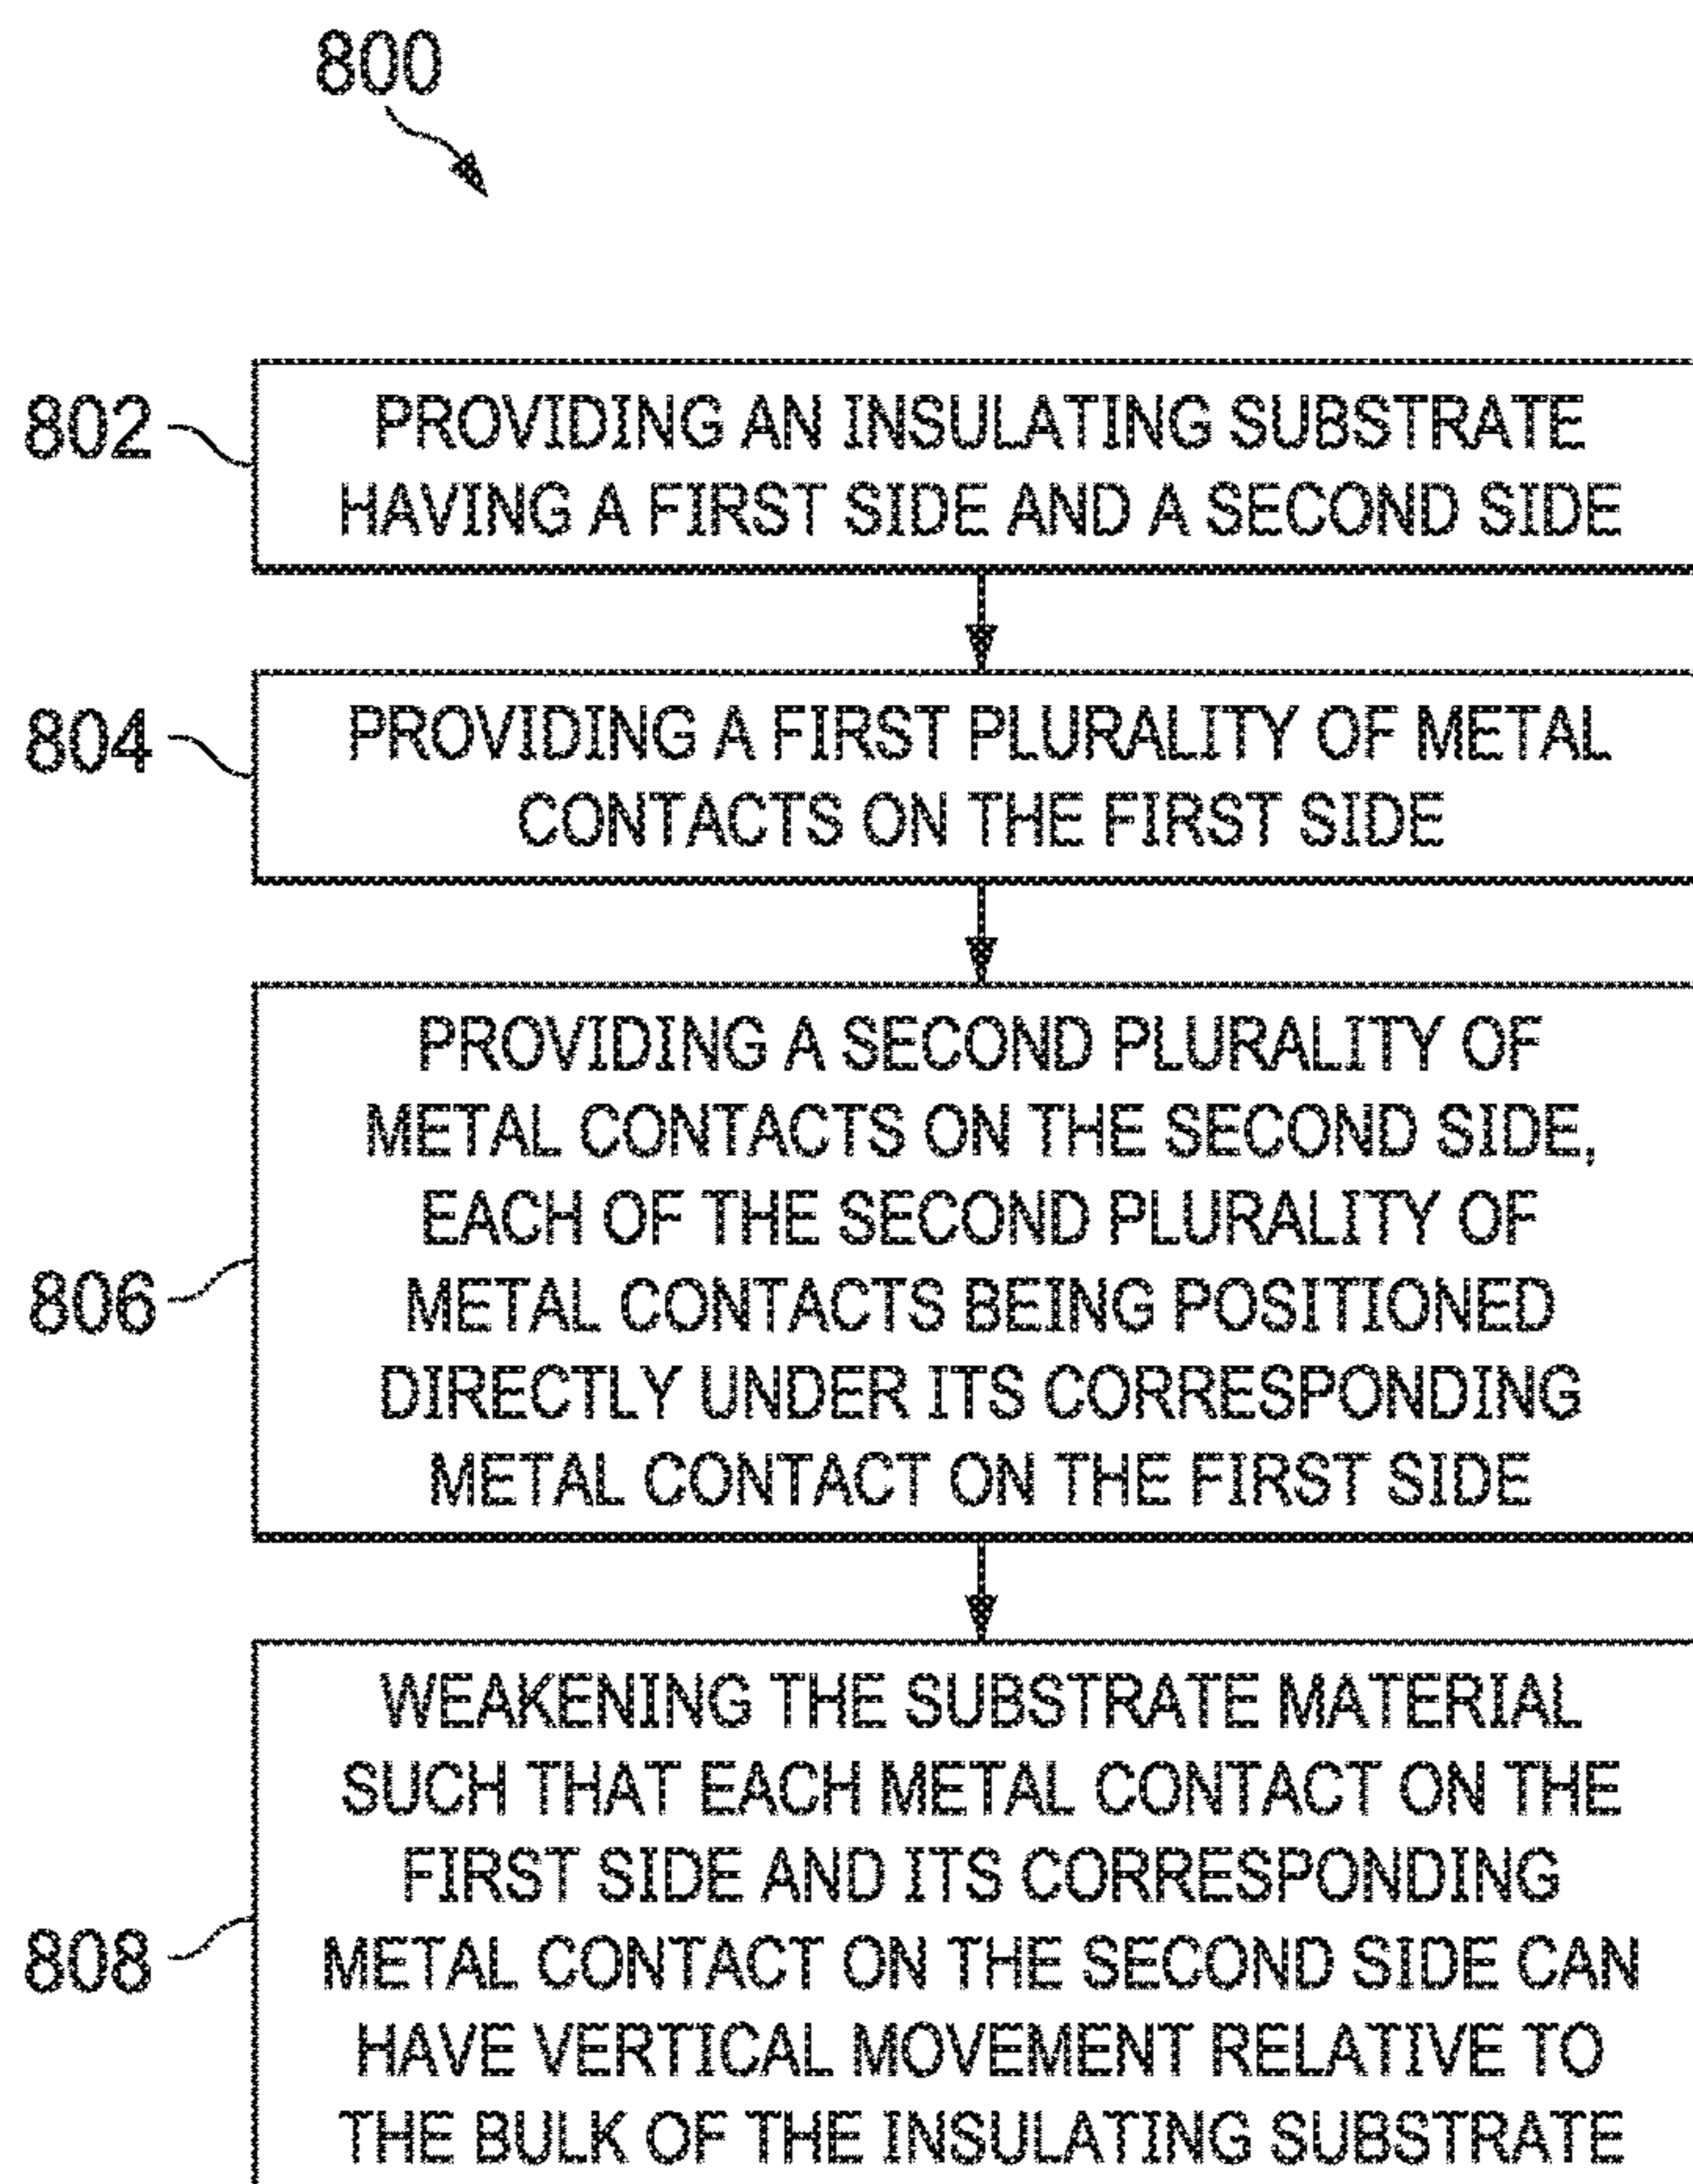 800
802
PROVIDING AN INSULATING SUBSTRATE
HAVING A FIRST SIDE AND A SECOND SIDE
804
PROVIDING A FIRST PLURALITY OF METAL
CONTACTS ON THE FIRST SIDE
806
PROVIDING A SECOND PLURALITY OF
METAL CONTACTS ON THE SECOND SIDE,
EACH OF THE SECOND PLURALITY OF
METAL CONTACTS BEING POSITIONED
DIRECTLY UNDER ITS CORRESPONDING
METAL CONTACT ON THE FIRST SIDE
808
WEAKENING THE SUBSTRATE MATERIAL
SUCH THAT EACH METAL CONTACT ON THE
FIRST SIDE AND ITS CORRESPONDING
METAL CONTACT ON THE SECOND SIDE CAN
HAVE VERTICAL MOVEMENT RELATIVE TO
THE BULK OF THE INSULATING SUBSTRATE